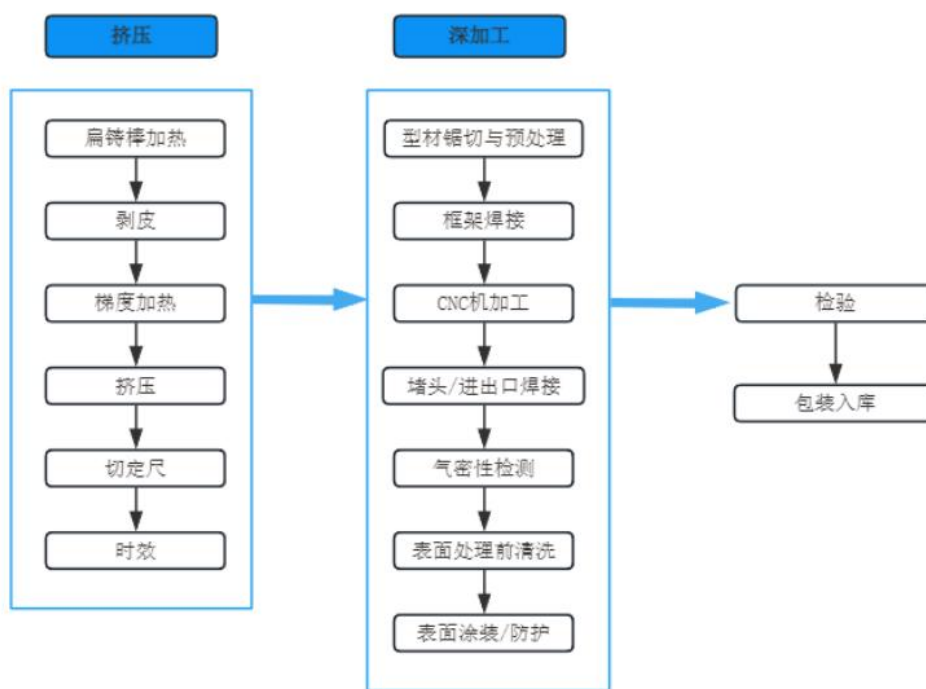 挤压
深加工
扁铸棒加热
剥皮
梯度加热
挤压
切定尺
时效
型材锯切与预处理
框架焊接
CNC机加工
堵头/进出口焊接
气密性检测
表面处理前清洗
表面涂装/防护
检验
包装入库